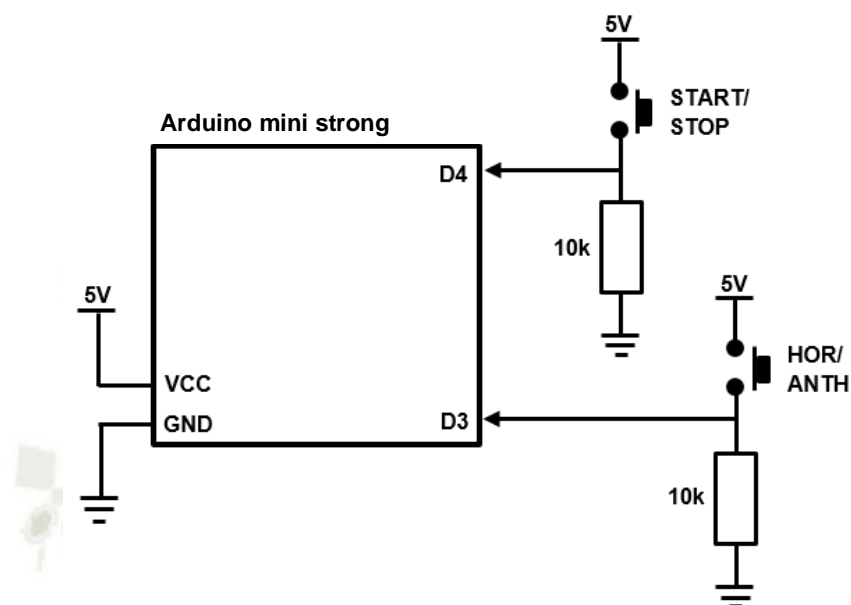 5V
START/
STOP
Arduino mini strong
D4
10k
5V
5V
HOR/
ANTH
VCC
GND
D3
10k